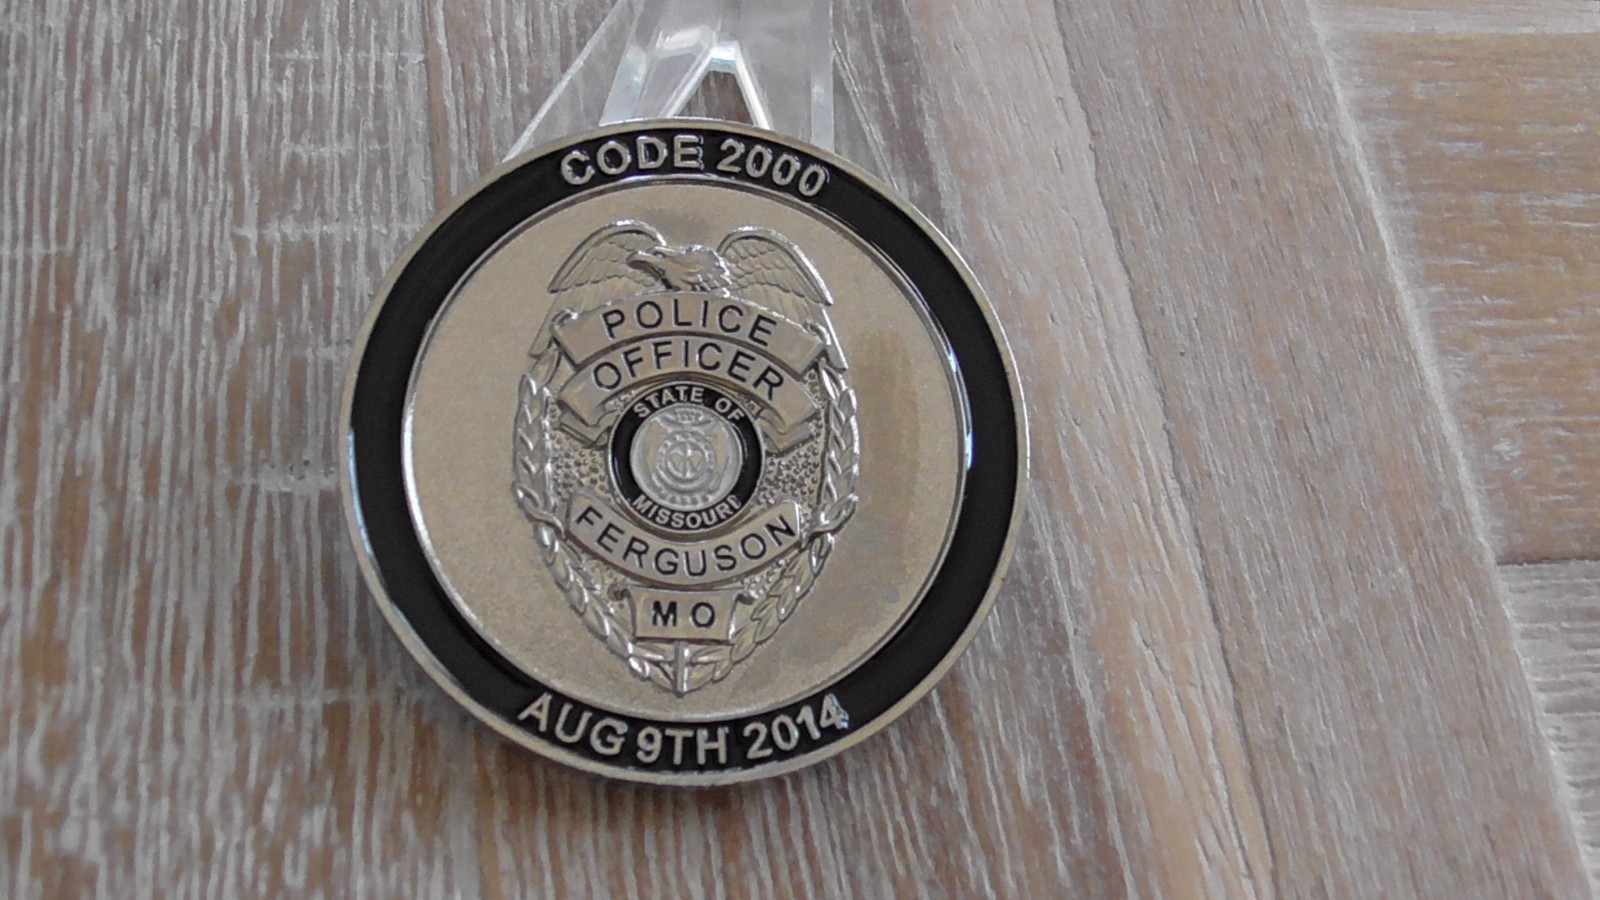 CODE 2000
POLICE
OFFICER
STATE OF
MISSOURI
FERGUSON
MO
AUG 9TH 2014